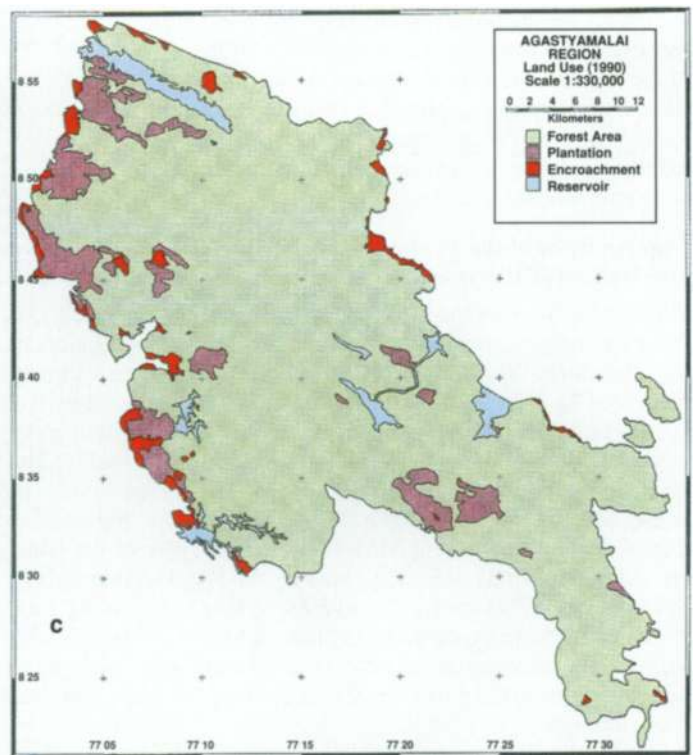 AGASTYAMALAI
REGION
Land Use (1990)
Scale 1:330,000
0 2 4 6 8 10 12
Kilometers
Forest Area
Plantation
Encroachment
Reservoir
8 55
8 50
8 45
8 40
8 35
8 30
8 25
C
77 05 77 10 77 15 77 20 77 25 77 30